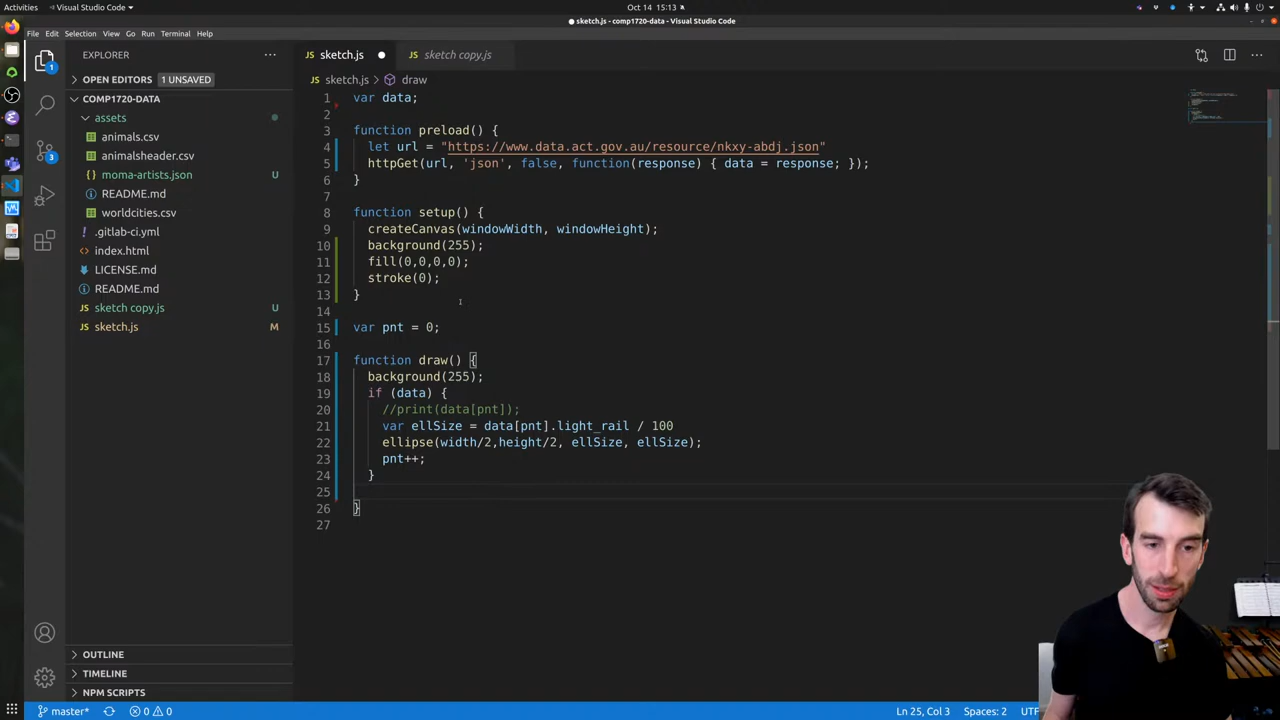 Activities
Visual Studio Code
Oct 14 15:13
● sketch.js - comp1720-data - Visual Studio Code
File Edit Selection View Go Run Terminal Help
EXPLORER
OPEN EDITORS 1 UNSAVED
COMP1720-DATA
assets
animals.csv
animalsheader.csv
{ } moma-artists.json U
README.md
worldcities.csv
.gitlab-ci.yml
index.html
LICENSE.md
README.md
sketch copy.js U
sketch.js M
OUTLINE
TIMELINE
NPM SCRIPTS
1
3
sketch.js ●
sketch copy.js
sketch.js > draw
1 var data;
2
3 function preload() {
4 let url = "https://www.data.act.gov.au/resource/nkxy-abdj.json"
5 httpGet(url, 'json', false, function(response) { data = response; });
6 }
7
8 function setup() {
9 createCanvas(windowWidth, windowHeight);
10 background(255);
11 fill(0,0,0,0);
12 stroke(0);
13 }
14
15 var pnt = 0;
16
17 function draw() {
18 background(255);
19 if (data) {
20 //print(data[pnt]);
21 var ellSize = data[pnt].light_rail / 100
22 ellipse(width/2,height/2, ellSize, ellSize);
23 pnt++;
24 }
25
26 }
27
master* 0 0 Ln 25, Col 3 Spaces: 2 UTF